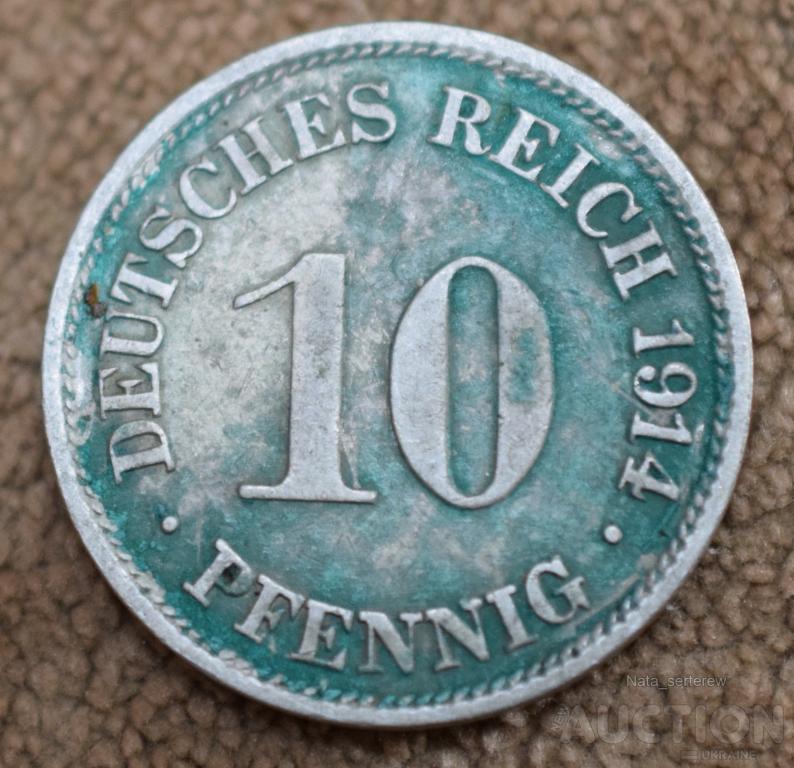 DEUTSCHES REICH 1914
10
PFENNIG
Nata_serterew
AUCTION
UKRAINE